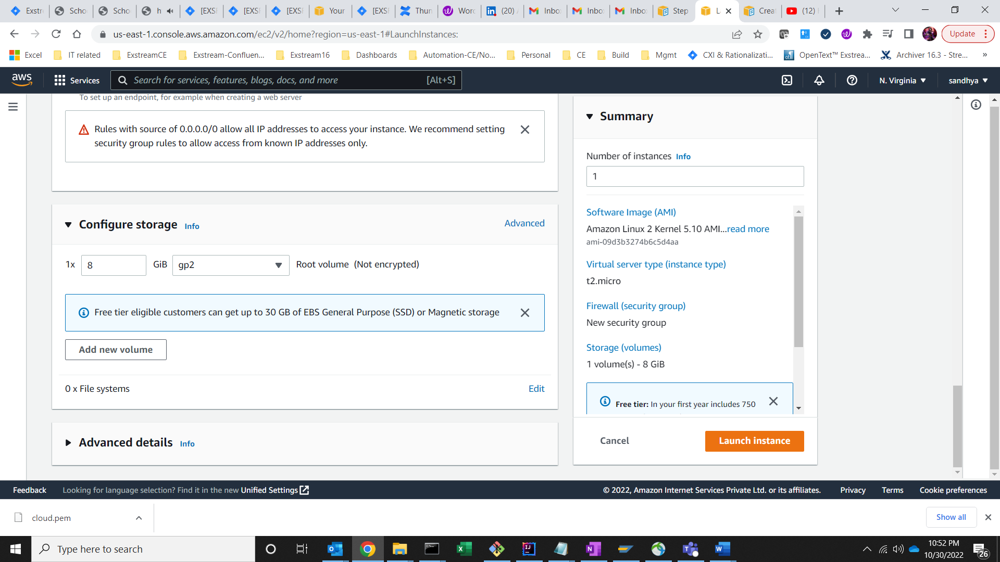 Exstre
Scho
Scho
h
[EXSF
[EXSF
[EXSF
Your
[EXSF
Thun
Word
(20)
Inbo
Inbo
Inbo
Step
L
Crea
(12)
us-east-1.console.aws.amazon.com/ec2/v2/home?region=us-east-1#LaunchInstances:
Update
Excel
IT related
ExstreamCE
Exstream-Confluen...
Exstream16
Dashboards
Automation-CE/No...
Personal
CE
Build
Mgmt
CXI & Rationalizati...
OpenText™ Exstrea...
Archiver 16.3 - Stre...
»
aws
Services
Search for services, features, blogs, docs, and more
[Alt+S]
N. Virginia
sandhya
To set up an endpoint, for example when creating a web server
Rules with source of 0.0.0.0/0 allow all IP addresses to access your instance. We recommend setting
security group rules to allow access from known IP addresses only.
Configure storage Info
Advanced
1x
8
GiB
gp2
Root volume (Not encrypted)
Free tier eligible customers can get up to 30 GB of EBS General Purpose (SSD) or Magnetic storage
Add new volume
0 x File systems
Edit
Advanced details Info
Summary
Number of instances Info
1
Software Image (AMI)
Amazon Linux 2 Kernel 5.10 AMI...read more
ami-09d3b3274b6c5d4aa
Virtual server type (instance type)
t2.micro
Firewall (security group)
New security group
Storage (volumes)
1 volume(s) - 8 GiB
Free tier: In your first year includes 750
Cancel
Launch instance
Feedback
Looking for language selection? Find it in the new Unified Settings
© 2022, Amazon Internet Services Private Ltd. or its affiliates.
Privacy
Terms
Cookie preferences
cloud.pem
Show all
Type here to search
10:52 PM
10/30/2022
26